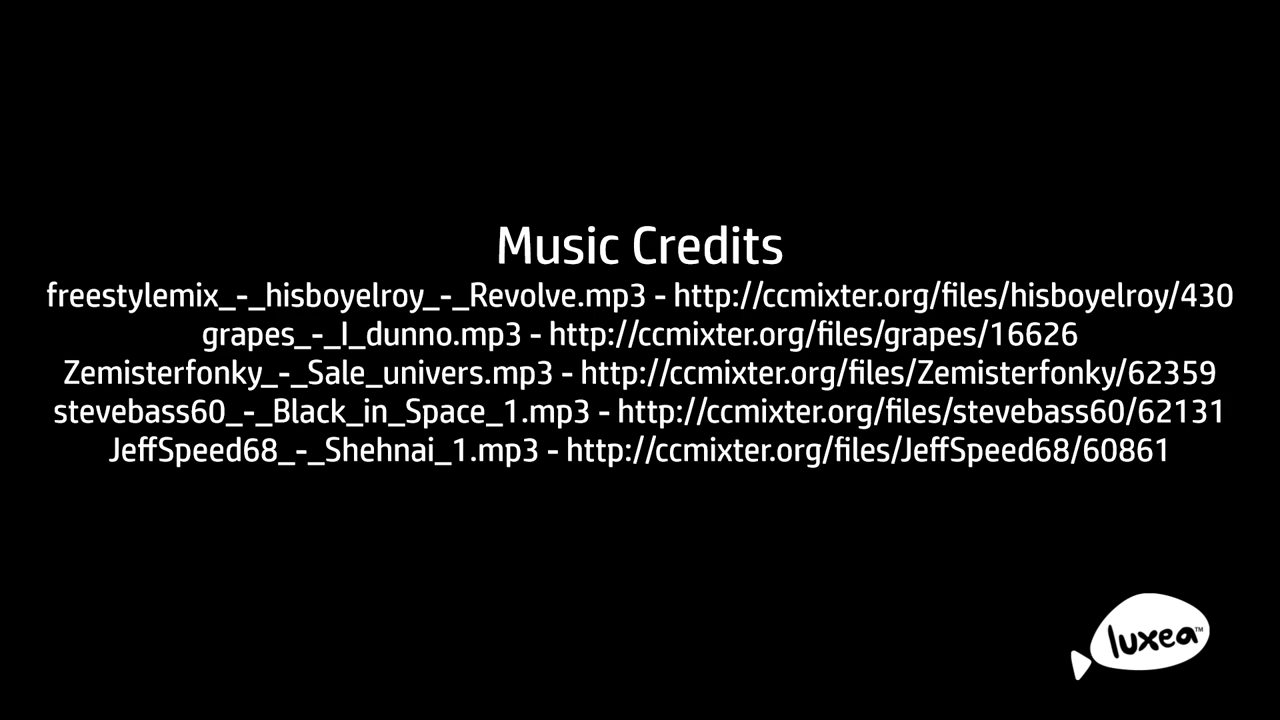 Music Credits
freestylemix_-_hisboyelroy_-_Revolve.mp3 - http://ccmixter.org/files/hisboyelroy/430
grapes_-_I_dunno.mp3 - http://ccmixter.org/files/grapes/16626
Zemisterfonky_-_Sale_univers.mp3 - http://ccmixter.org/files/Zemisterfonky/62359
stevebass60_-_Black_in_Space_1.mp3 - http://ccmixter.org/files/stevebass60/62131
JeffSpeed68_-_Shehnai_1.mp3 - http://ccmixter.org/files/JeffSpeed68/60861
luxea™